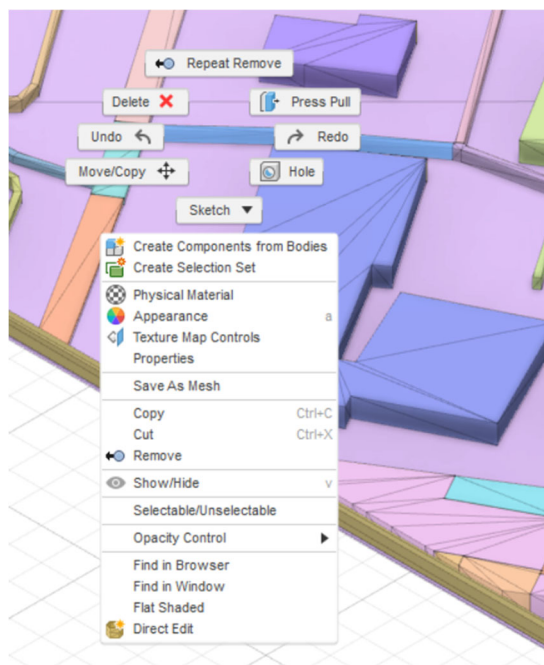 Repeat Remove
Delete
Press Pull
Undo
Redo
Move/Copy
Hole
Sketch
Create Components from Bodies
Create Selection Set
Physical Material
Appearance a
Texture Map Controls
Properties
Save As Mesh
Copy Ctrl+C
Cut Ctrl+X
Remove
Show/Hide v
Selectable/Unselectable
Opacity Control
Find in Browser
Find in Window
Flat Shaded
Direct Edit